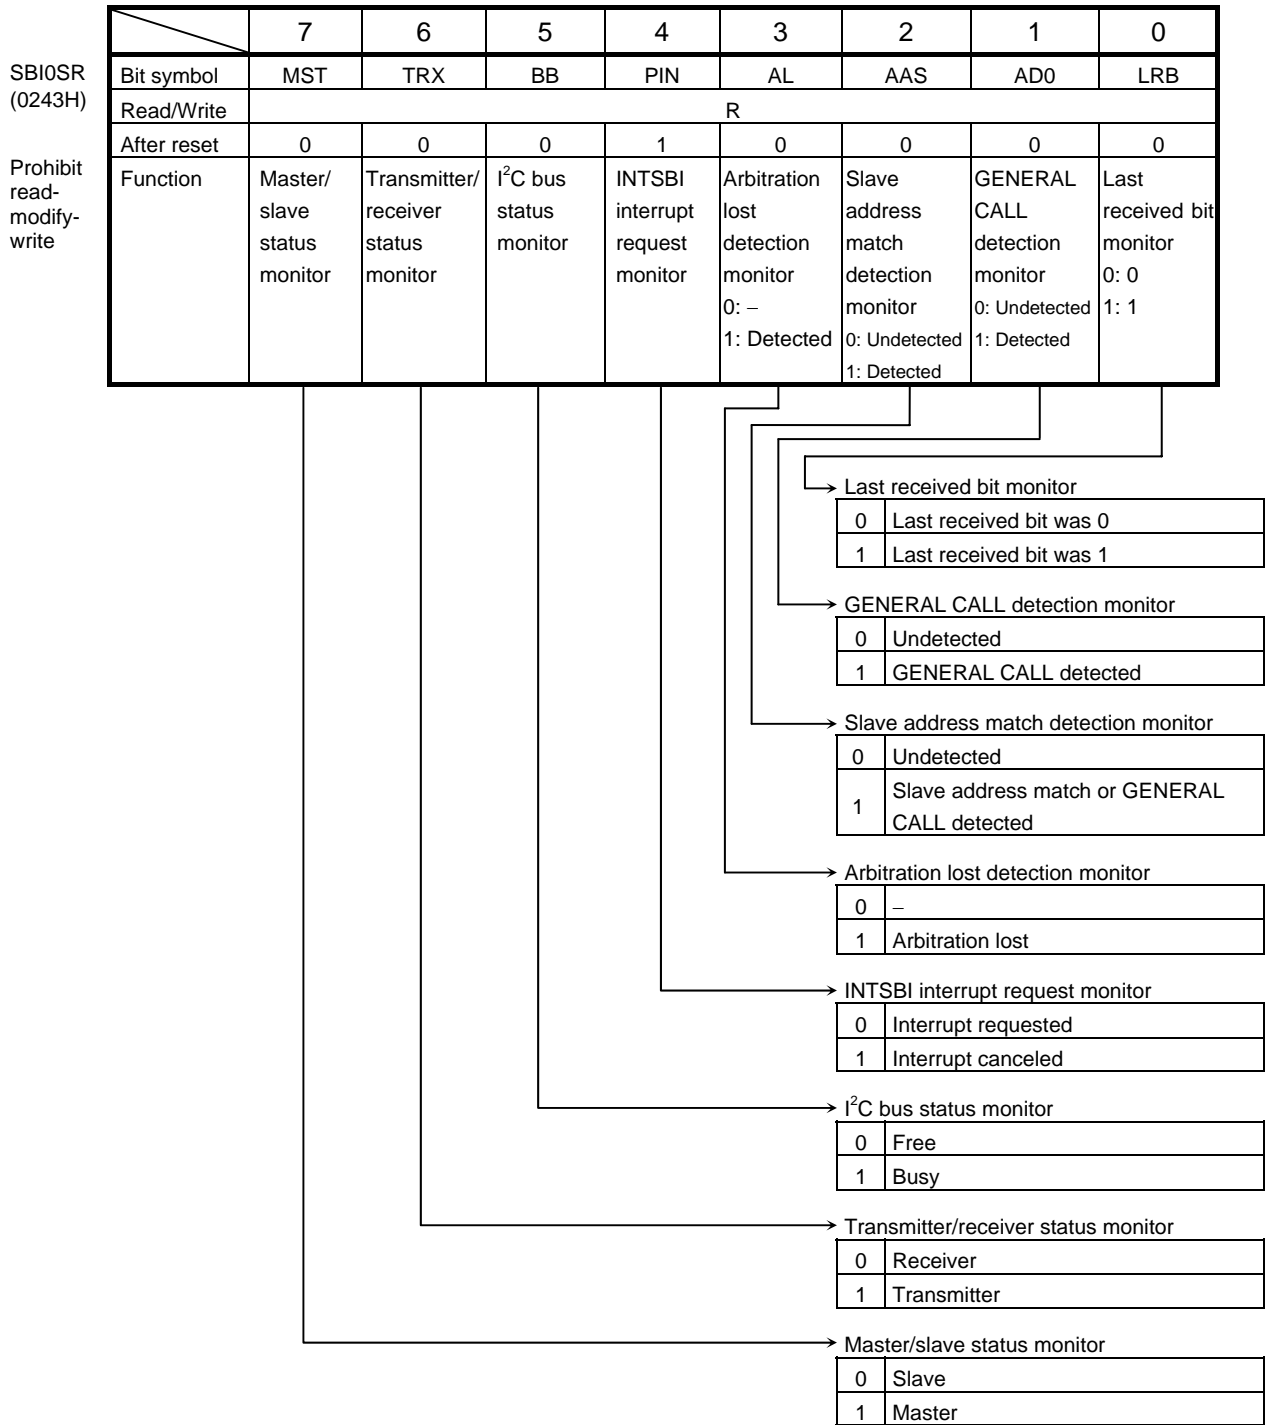 7 6 5 4 3 2 1 0
SBI0SR
(0243H)
Bit symbol MST TRX BB PIN AL AAS AD0 LRB
Read/Write R
After reset 0 0 0 1 0 0 0 0
Prohibit
read-
modify-
write
Function
Master/
slave
status
monitor
Transmitter/
receiver
status
monitor
I²C bus
status
monitor
INTSBI
interrupt
request
monitor
Arbitration
lost
detection
monitor
0: −
1: Detected
Slave
address
match
detection
monitor
0: Undetected
1: Detected
GENERAL
CALL
detection
monitor
0: Undetected
1: Detected
Last
received bit
monitor
0: 0
1: 1
Last received bit monitor
0 Last received bit was 0
1 Last received bit was 1
GENERAL CALL detection monitor
0 Undetected
1 GENERAL CALL detected
Slave address match detection monitor
0 Undetected
1 Slave address match or GENERAL
CALL detected
Arbitration lost detection monitor
0 −
1 Arbitration lost
INTSBI interrupt request monitor
0 Interrupt requested
1 Interrupt canceled
I²C bus status monitor
0 Free
1 Busy
Transmitter/receiver status monitor
0 Receiver
1 Transmitter
Master/slave status monitor
0 Slave
1 Master